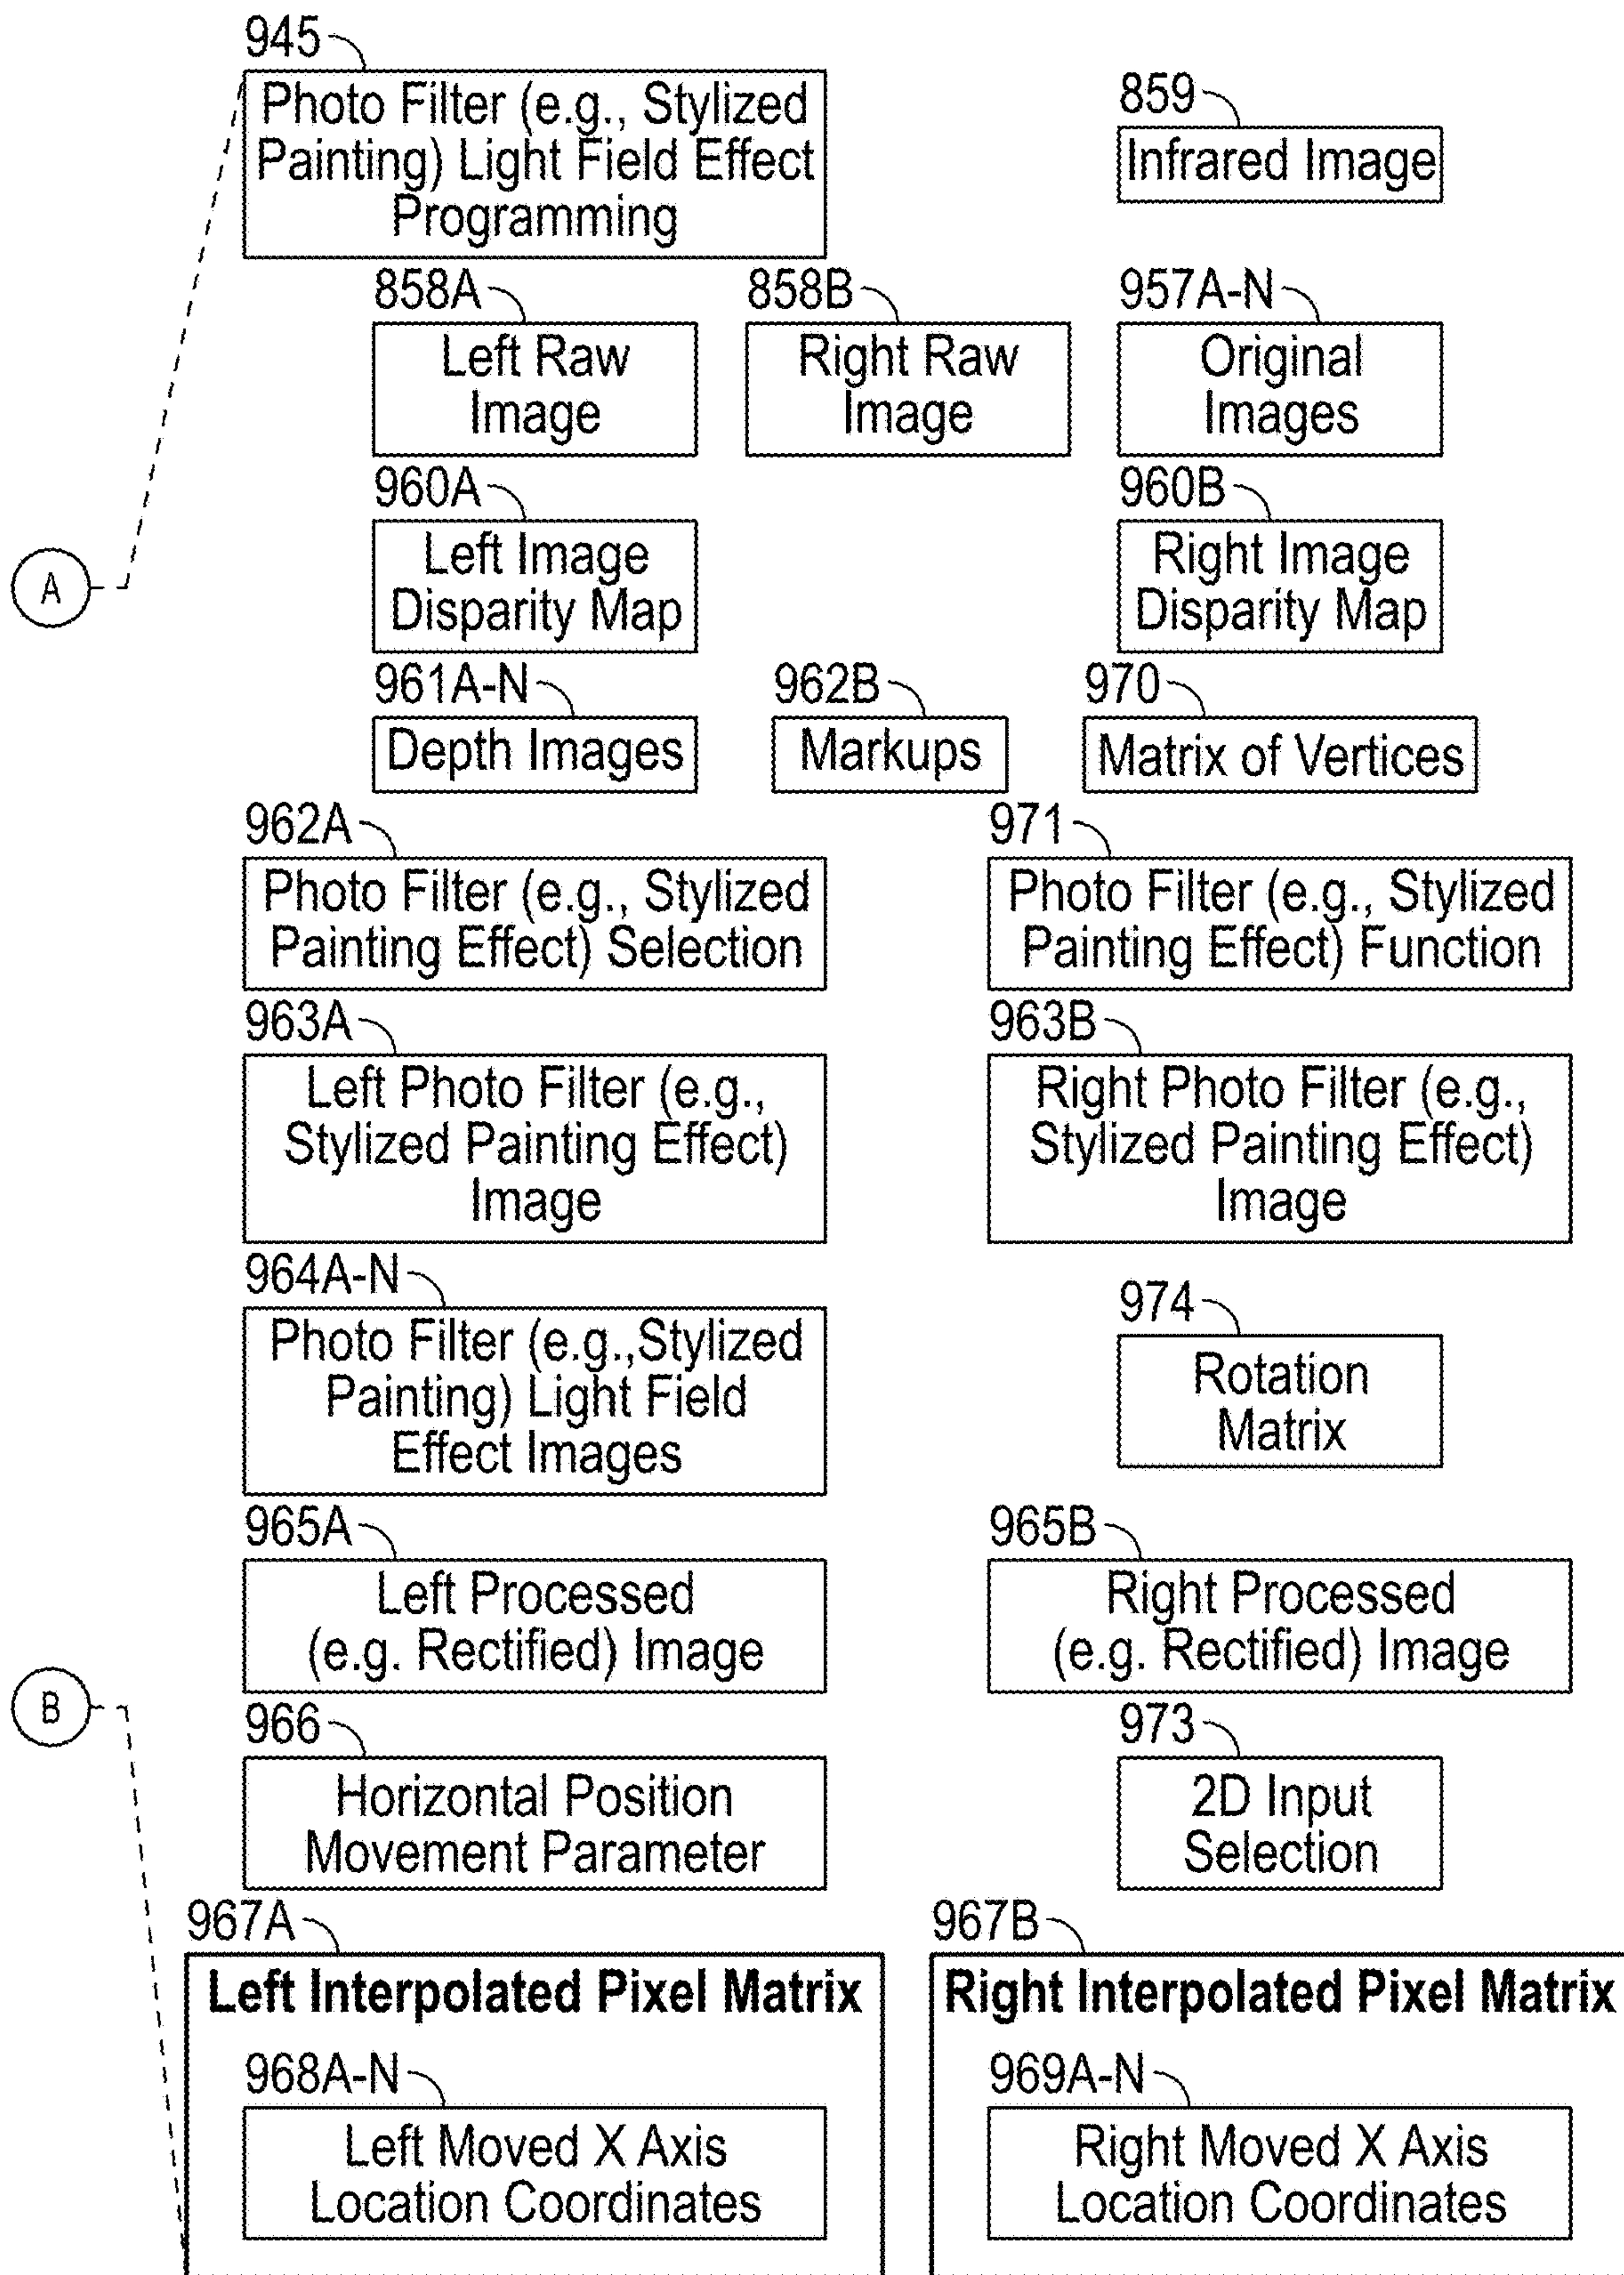 945
Photo Filter (e.g., Stylized
Painting) Light Field Effect
Programming
859
Infrared Image
858A
Left Raw
Image
858B
Right Raw
Image
957A-N
Original
Images
960A
Left Image
Disparity Map
960B
Right Image
Disparity Map
A
961A-N
Depth Images
962B
Markups
970
Matrix of Vertices
962A
Photo Filter (e.g., Stylized
Painting Effect) Selection
971
Photo Filter (e.g., Stylized
Painting Effect) Function
963A
Left Photo Filter (e.g.,
Stylized Painting Effect)
Image
963B
Right Photo Filter (e.g.,
Stylized Painting Effect)
Image
964A-N
Photo Filter (e.g.,Stylized
Painting) Light Field
Effect Images
974
Rotation
Matrix
965A
Left Processed
(e.g. Rectified) Image
965B
Right Processed
(e.g. Rectified) Image
B
966
Horizontal Position
Movement Parameter
973
2D Input
Selection
967A
Left Interpolated Pixel Matrix
968A-N
Left Moved X Axis
Location Coordinates
967B
Right Interpolated Pixel Matrix
969A-N
Right Moved X Axis
Location Coordinates